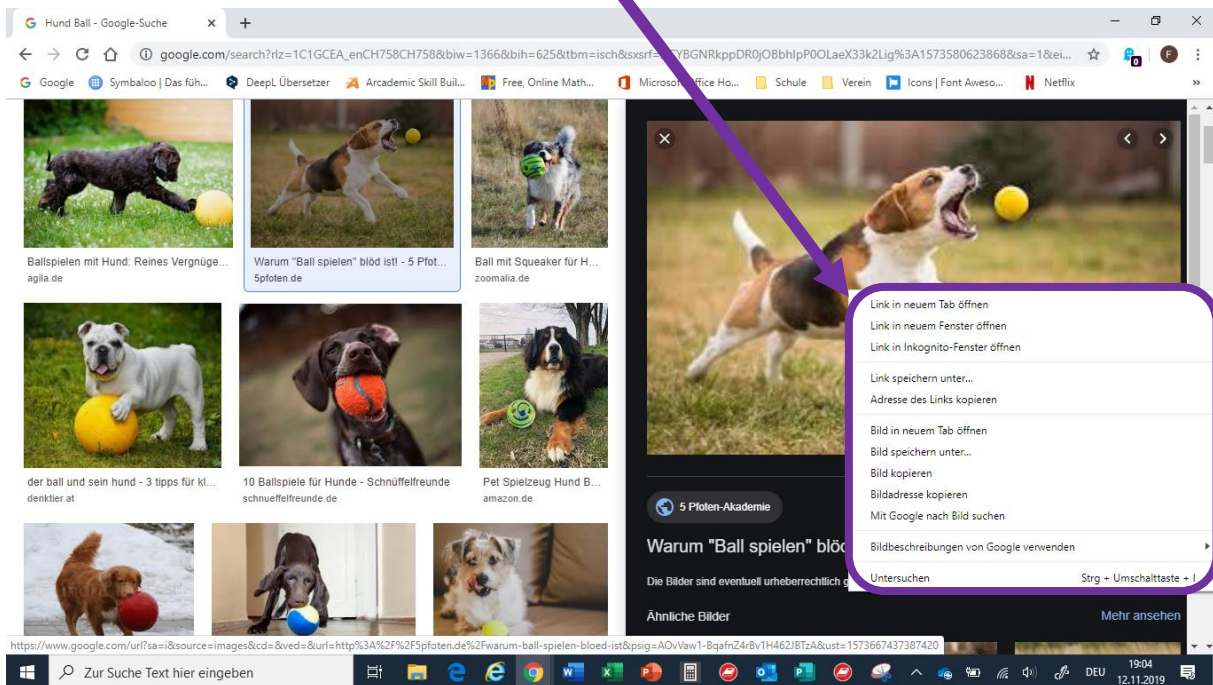 Hund Ball - Google-Suche
google.com/search?rlz=1C1GCEA_enCH758CH758&biw=1366&bih=625&tbm=isch&sxsrf=
Google
Symbaloo | Das füh...
DeepL Übersetzer
Arcademic Skill Buil...
Free, Online Math...
Microsoft Office Ho...
Schule
Verein
Icons | Font Aweso...
Netflix
Ballspielen mit Hund: Reines Vergnüge...
agila.de
Warum "Ball spielen" blöd ist! - 5 Pfot...
5pfoten.de
Ball mit Squeaker für H...
zoomalia.de
der ball und sein hund - 3 tipps für kl...
denktier.at
10 Ballspiele für Hunde - Schnüffelfreunde
schnueffelfreunde.de
Pet Spielzeug Hund B...
amazon.de
5 Pfoten-Akademie
Warum "Ball spielen" blöd
Die Bilder sind eventuell urheberrechtlich g
Ähnliche Bilder
Mehr ansehen
Link in neuem Tab öffnen
Link in neuem Fenster öffnen
Link in Inkognito-Fenster öffnen
Link speichern unter...
Adresse des Links kopieren
Bild in neuem Tab öffnen
Bild speichern unter...
Bild kopieren
Bildadresse kopieren
Mit Google nach Bild suchen
Bildbeschreibungen von Google verwenden
Untersuchen Strg + Umschalttaste + I
https://www.google.com/url?sa=i&source=images&cd=&ved=&url=http%3A%2F%2F5pfoten.de%2Fwarum-ball-spielen-bloed-ist&psig=AOvVaw1-BqafnZ4rBv1H462JBTzA&ust=1573667437387420
Zur Suche Text hier eingeben
DEU
19:04
12.11.2019